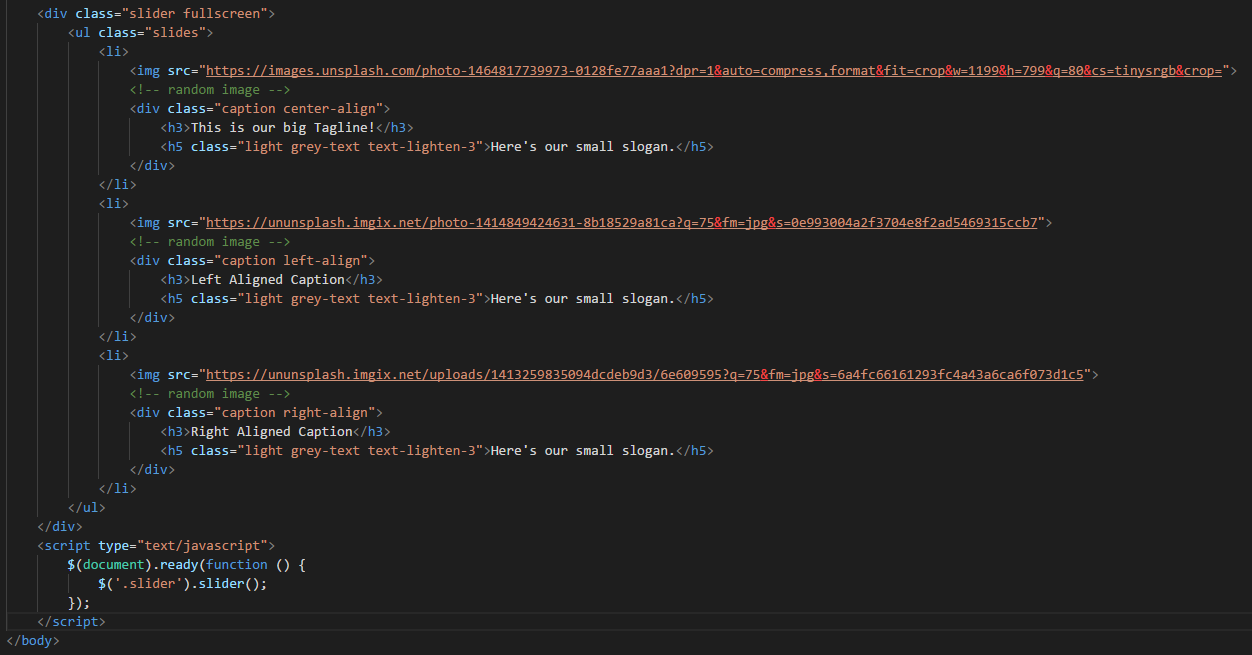 <div class="slider fullscreen">
<ul class="slides">
<li>
<img src="https://images.unsplash.com/photo-1464817739973-0128fe77aaa1?dpr=1&auto=compress,format&fit=crop&w=1199&h=799&q=80&cs=tinysrgb&crop=">
<!-- random image -->
<div class="caption center-align">
<h3>This is our big Tagline!</h3>
<h5 class="light grey-text text-lighten-3">Here's our small slogan.</h5>
</div>
</li>
<li>
<img src="https://ununsplash.imgix.net/photo-1414849424631-8b18529a81ca?q=75&fm=jpg&s=0e993004a2f3704e8f2ad5469315ccb7">
<!-- random image -->
<div class="caption left-align">
<h3>Left Aligned Caption</h3>
<h5 class="light grey-text text-lighten-3">Here's our small slogan.</h5>
</div>
</li>
<li>
<img src="https://ununsplash.imgix.net/uploads/1413259835094dcdeb9d3/6e609595?q=75&fm=jpg&s=6a4fc66161293fc4a43a6ca6f073d1c5">
<!-- random image -->
<div class="caption right-align">
<h3>Right Aligned Caption</h3>
<h5 class="light grey-text text-lighten-3">Here's our small slogan.</h5>
</div>
</li>
</ul>
</div>
<script type="text/javascript">
$(document).ready(function () {
$('.slider').slider();
});
</script>
</body>